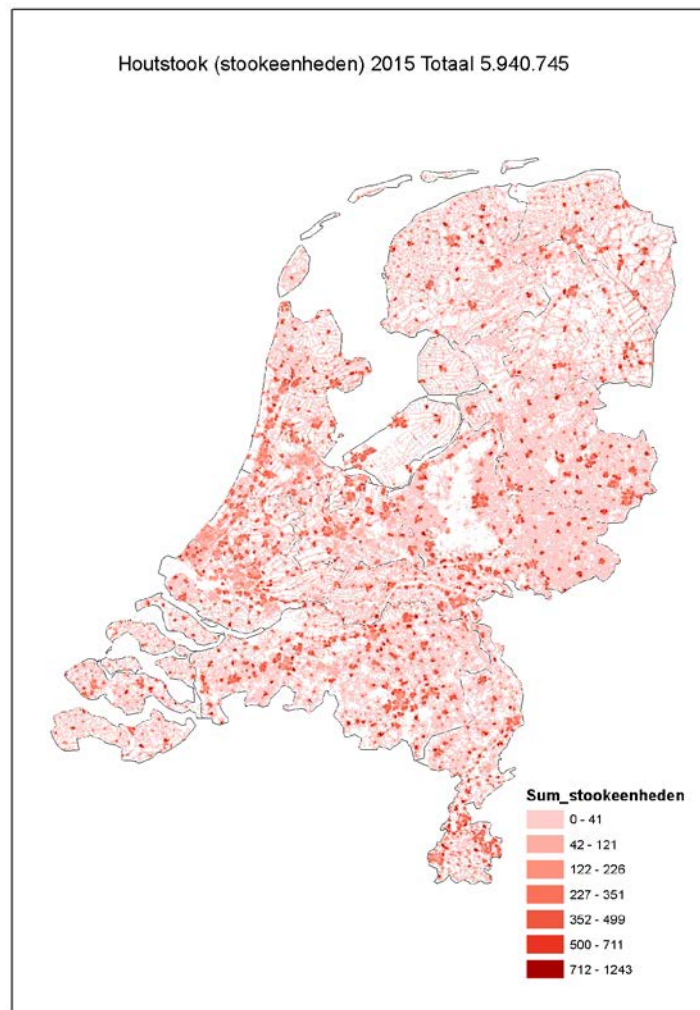 Houtstook (stookeenheden) 2015 Totaal 5.940.745
Sum_stookeenheden
0 - 41
42 - 121
122 - 226
227 - 351
352 - 499
500 - 711
712 - 1243